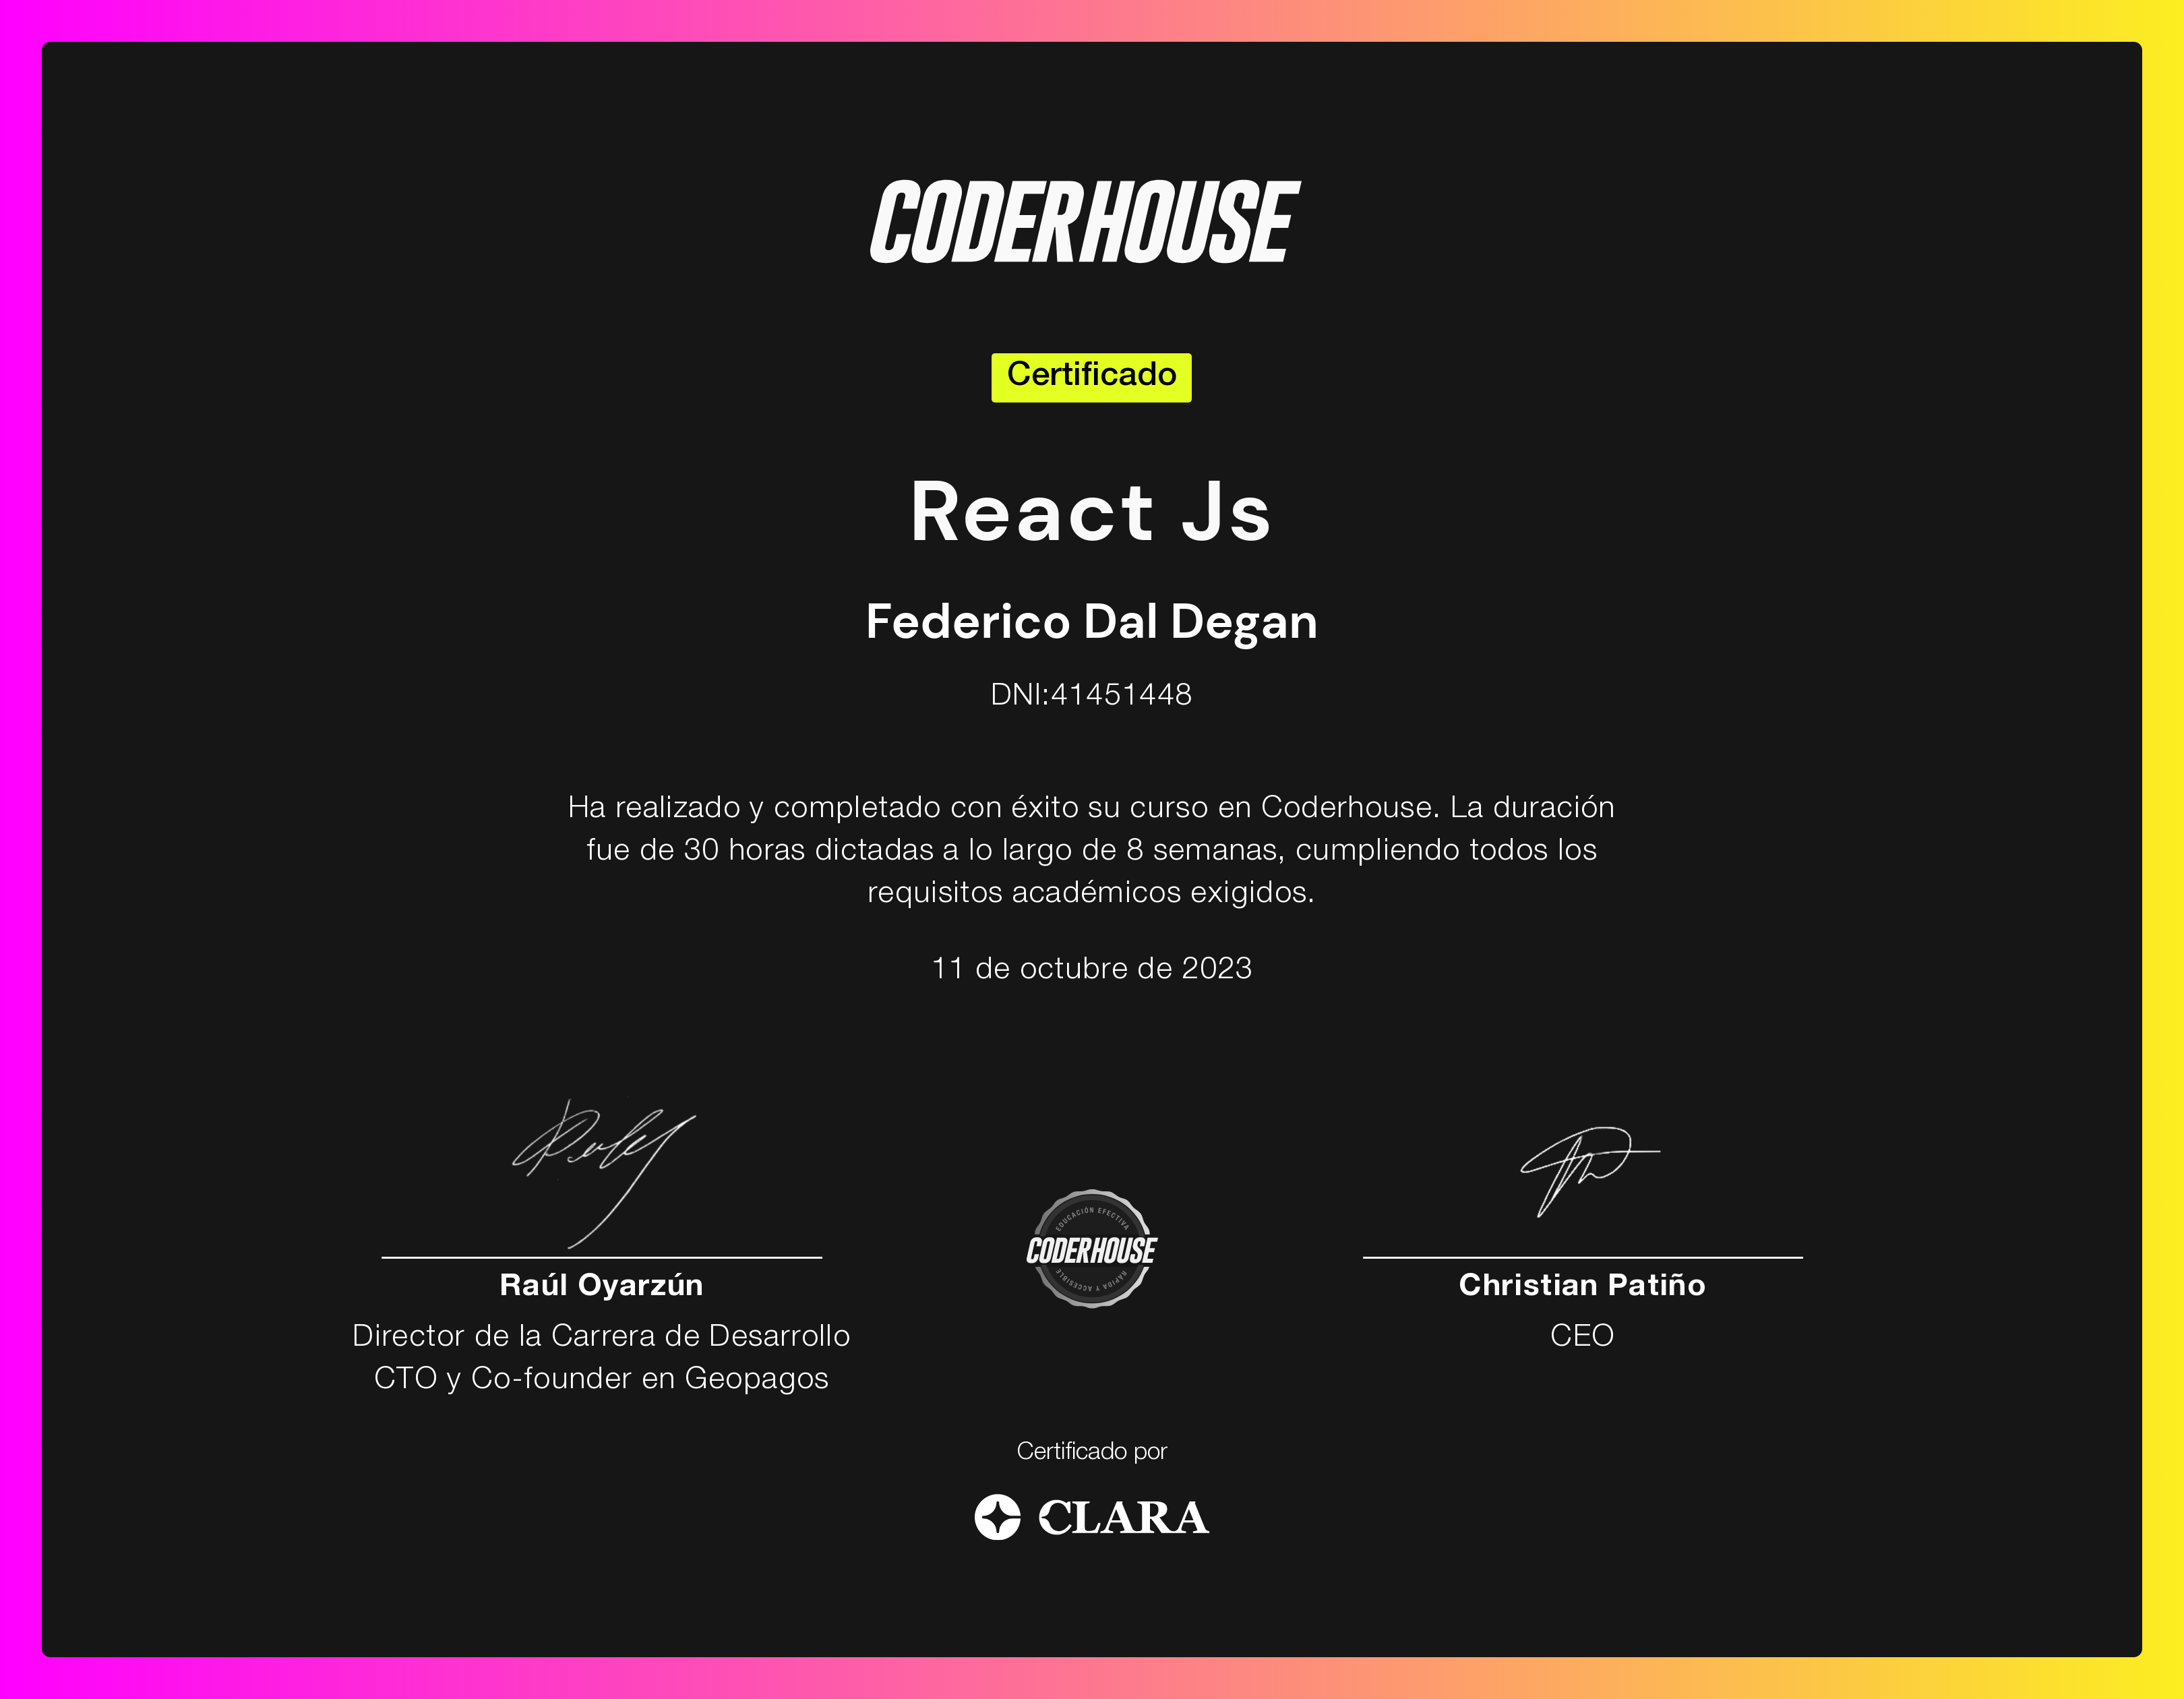 CODERHOUSE
Certificado
React Js
Federico Dal Degan
DNI:41451448
Ha realizado y completado con éxito su curso en Coderhouse. La duración
fue de 30 horas dictadas a lo largo de 8 semanas, cumpliendo todos los
requisitos académicos exigidos.
11 de octubre de 2023
EDUCACIÓN EFECTIVA
CODERHOUSE
RÁPIDA Y ACCESIBLE
Raúl Oyarzún
Director de la Carrera de Desarrollo
CTO y Co-founder en Geopagos
Christian Patiño
CEO
Certificado por
CLARA